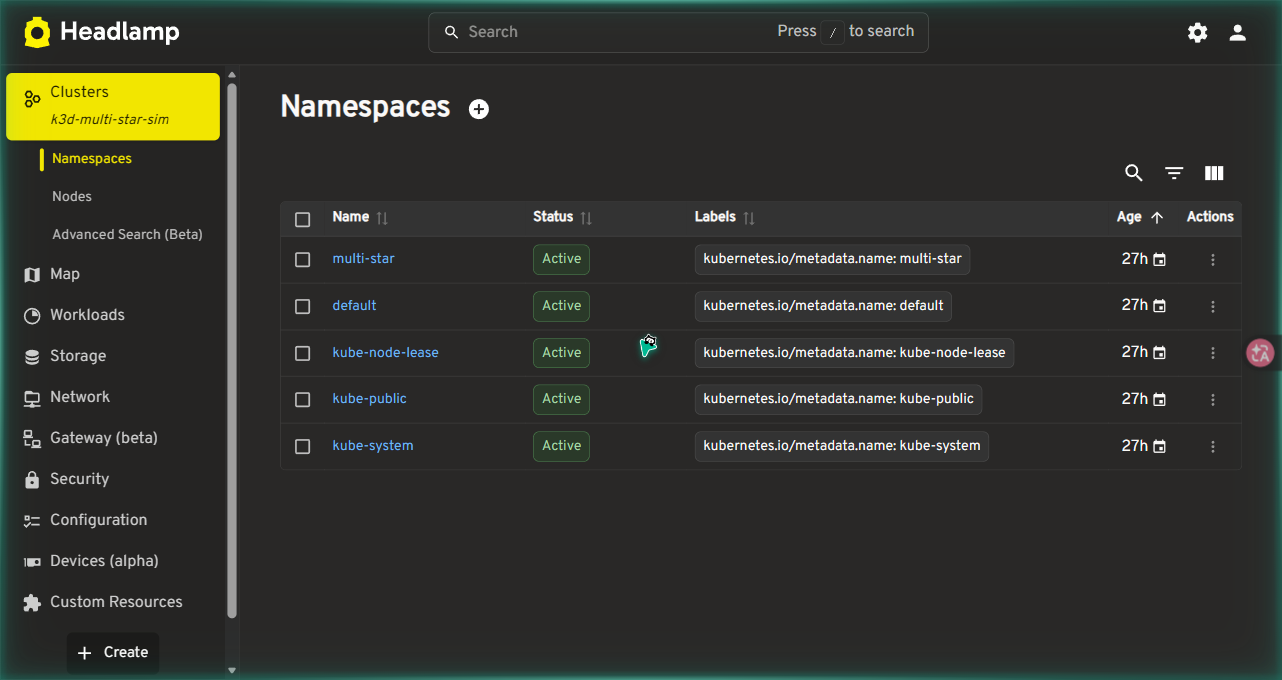 Headlamp
Search Press / to search
Clusters
k3d-multi-star-sim
Namespaces
Nodes
Advanced Search (Beta)
Map
Workloads
Storage
Network
Gateway (beta)
Security
Configuration
Devices (alpha)
Custom Resources
+ Create
Namespaces
Name Status Labels Age Actions
multi-star Active kubernetes.io/metadata.name: multi-star 27h
default Active kubernetes.io/metadata.name: default 27h
kube-node-lease Active kubernetes.io/metadata.name: kube-node-lease 27h
kube-public Active kubernetes.io/metadata.name: kube-public 27h
kube-system Active kubernetes.io/metadata.name: kube-system 27h